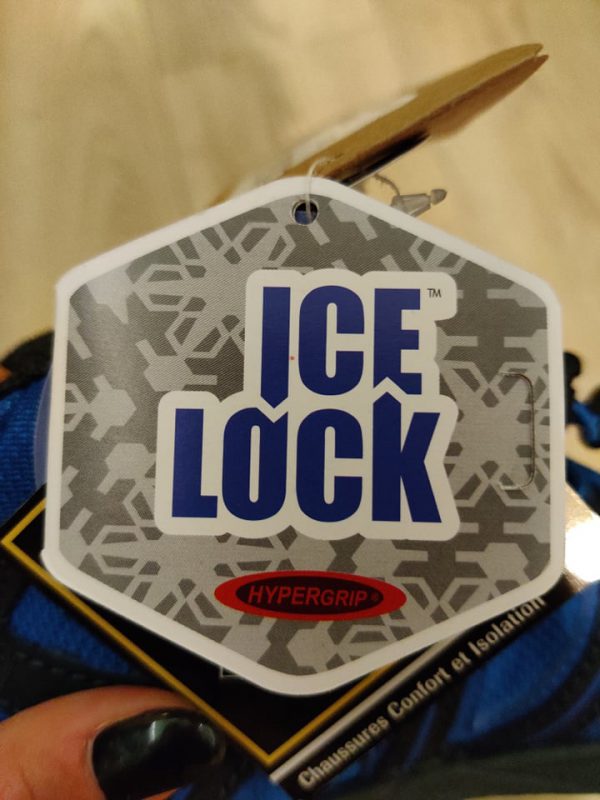 ICE™
LOCK
HYPERGRIP®
Chaussures Confort et Isolation